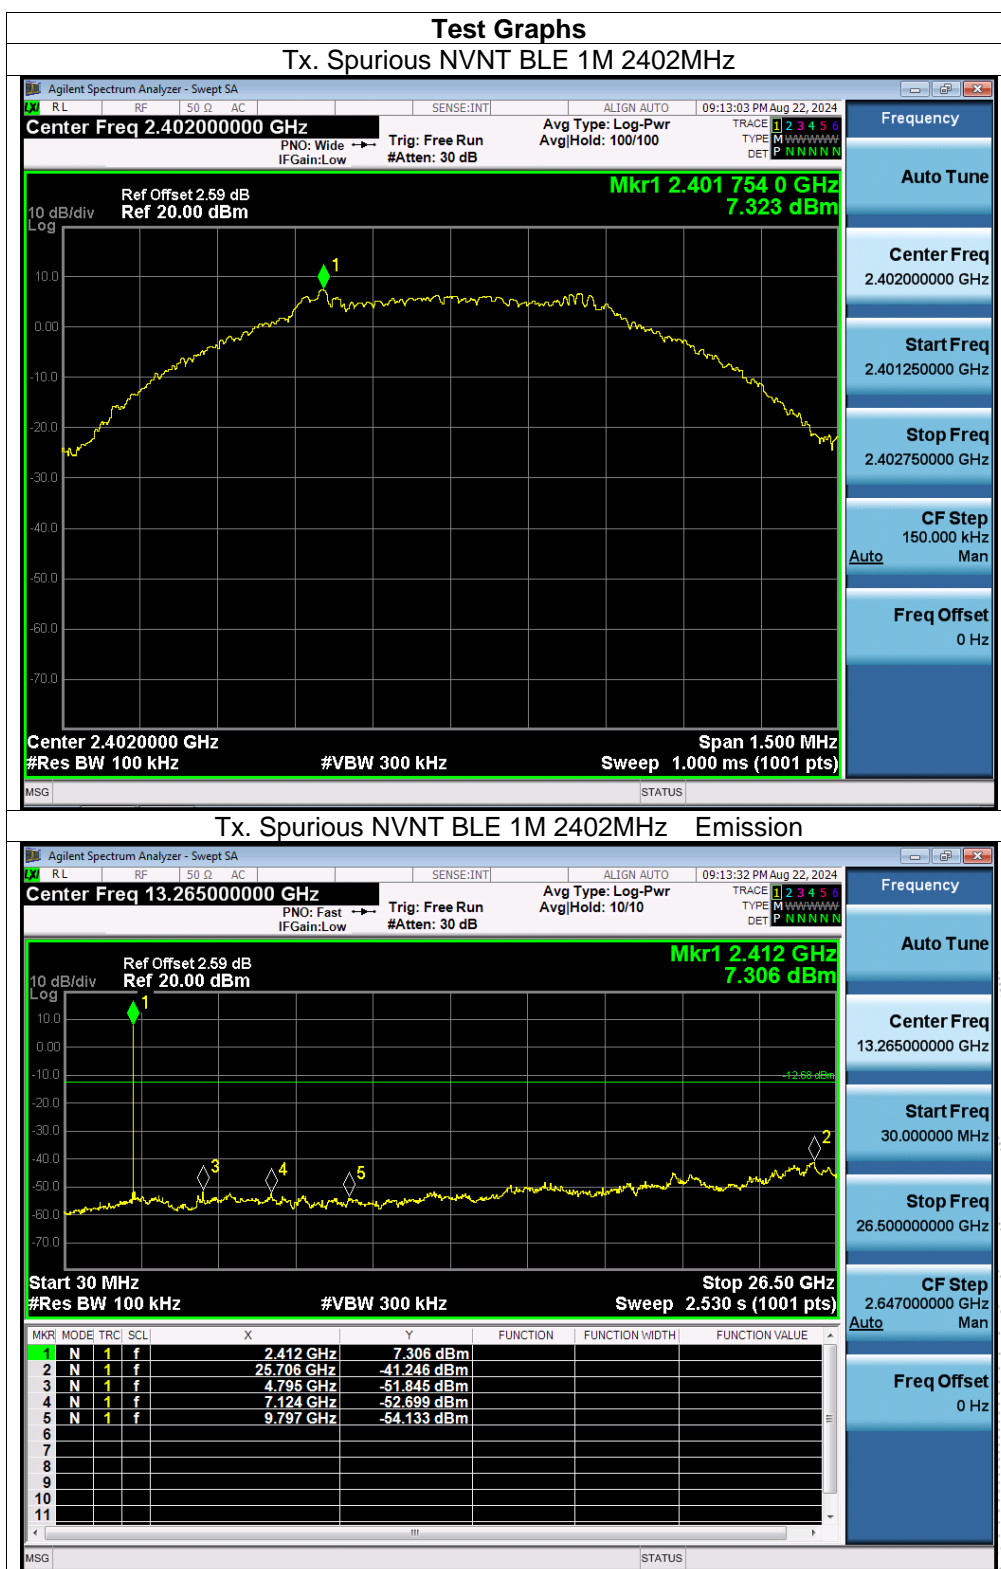 Test Graphs
Tx. Spurious NVNT BLE 1M 2402MHz
Agilent Spectrum Analyzer - Swept SA
LXI RL RF 50 Ω AC SENSE:INT ALIGN AUTO 09:13:03 PM Aug 22, 2024
Center Freq 2.402000000 GHz
PNO: Wide
IFGain:Low
Trig: Free Run
#Atten: 30 dB
Avg Type: Log-Pwr
Avg|Hold: 100/100
TRACE 1 2 3 4 5 6
TYPE M WWWWW
DET P N N N N N
Frequency
Auto Tune
Ref Offset 2.59 dB
10 dB/div Ref 20.00 dBm
Log
Mkr1 2.401 754 0 GHz
7.323 dBm
1
10.0
0.00
-10.0
-20.0
-30.0
-40.0
-50.0
-60.0
-70.0
Center Freq
2.402000000 GHz
Start Freq
2.401250000 GHz
Stop Freq
2.402750000 GHz
CF Step
150.000 kHz
Auto Man
Freq Offset
0 Hz
Center 2.4020000 GHz Span 1.500 MHz
#Res BW 100 kHz #VBW 300 kHz Sweep 1.000 ms (1001 pts)
MSG STATUS
Tx. Spurious NVNT BLE 1M 2402MHz Emission
Agilent Spectrum Analyzer - Swept SA
LXI RL RF 50 Ω AC SENSE:INT ALIGN AUTO 09:13:32 PM Aug 22, 2024
Center Freq 13.265000000 GHz
PNO: Fast
IFGain:Low
Trig: Free Run
#Atten: 30 dB
Avg Type: Log-Pwr
Avg|Hold: 10/10
TRACE 1 2 3 4 5 6
TYPE M WWWWW
DET P N N N N N
Frequency
Auto Tune
Ref Offset 2.59 dB
10 dB/div Ref 20.00 dBm
Log
Mkr1 2.412 GHz
7.306 dBm
1
10.0
0.00
-10.0
-12.68 dBm
-20.0
-30.0
2
-40.0
3
4
5
-50.0
-60.0
-70.0
Center Freq
13.265000000 GHz
Start Freq
30.000000 MHz
Stop Freq
26.500000000 GHz
CF Step
2.647000000 GHz
Auto Man
Freq Offset
0 Hz
Start 30 MHz Stop 26.50 GHz
#Res BW 100 kHz #VBW 300 kHz Sweep 2.530 s (1001 pts)
MKR MODE TRC SCL X Y FUNCTION FUNCTION WIDTH FUNCTION VALUE
1 N 1 f 2.412 GHz 7.306 dBm
2 N 1 f 25.706 GHz -41.246 dBm
3 N 1 f 4.795 GHz -51.845 dBm
4 N 1 f 7.124 GHz -52.699 dBm
5 N 1 f 9.797 GHz -54.133 dBm
6
7
8
9
10
11
MSG STATUS